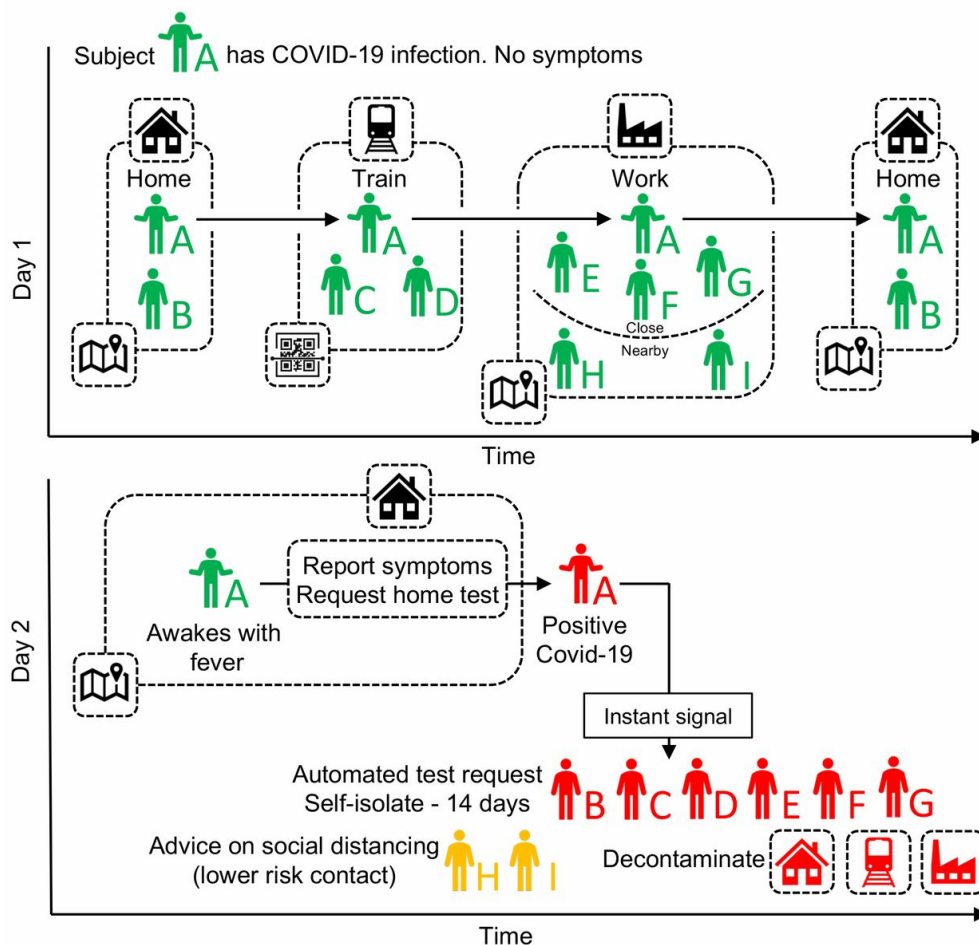 Subject A has COVID-19 infection. No symptoms
Day 1
Home
Train
Work
Home
A
A
A
A
B
C
D
E
F
G
B
Close
Nearby
H
I
Time
Day 2
A
Report symptoms
Request home test
A
Awakes with
fever
Positive
Covid-19
Instant signal
Automated test request
Self-isolate - 14 days
B C D E F G
Advice on social distancing
(lower risk contact)
H I
Decontaminate
Time